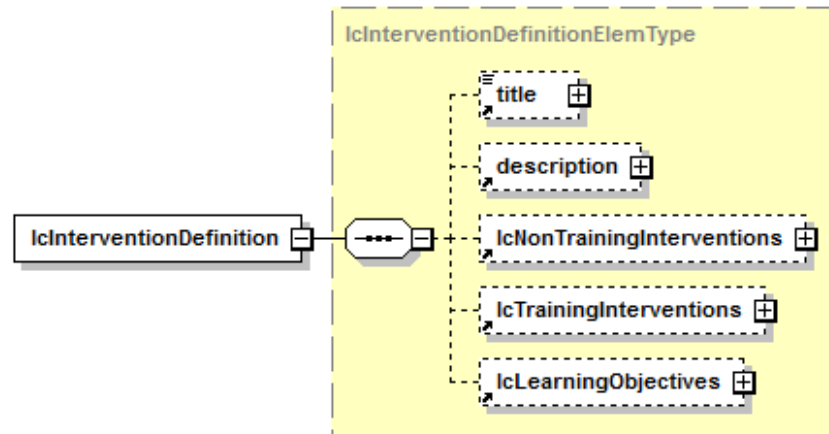 lcInterventionDefinitionElemType
title
description
lcInterventionDefinition
lcNonTrainingInterventions
lcTrainingInterventions
lcLearningObjectives